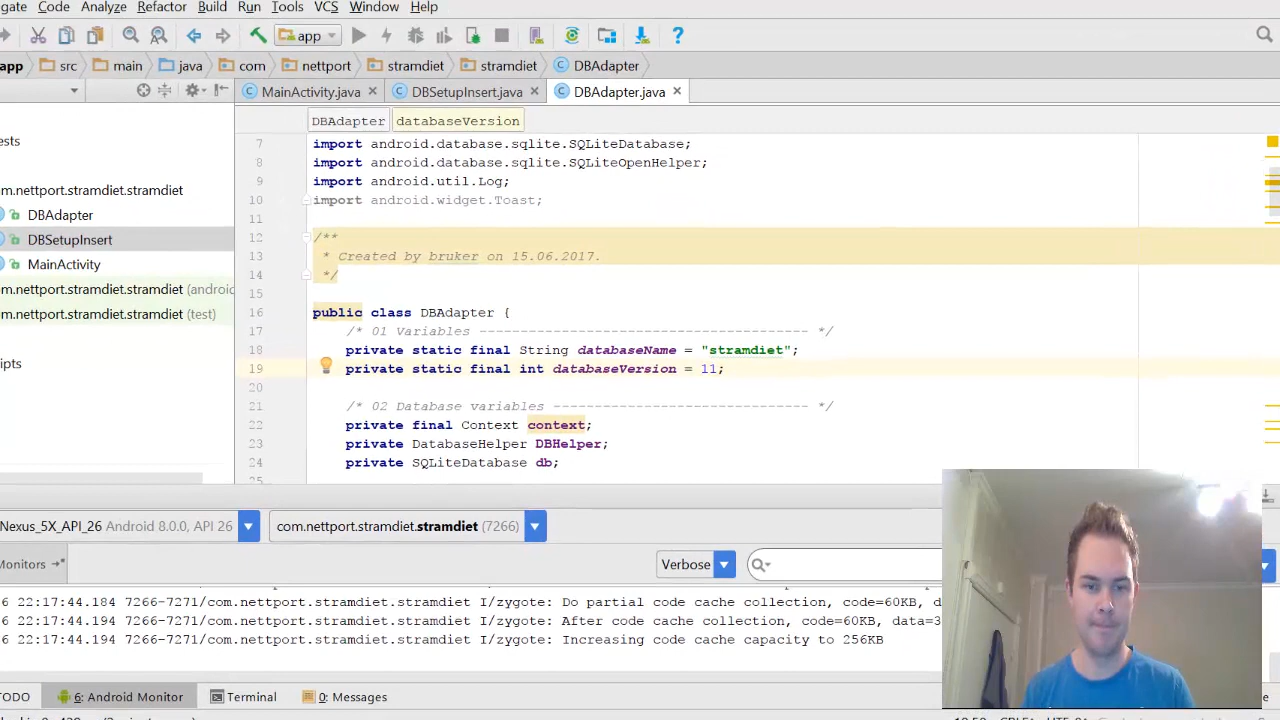 gate Code Analyze Refactor Build Run Tools VCS Window Help
app
app src main java com nettport stramdiet stramdiet DBAdapter
MainActivity.java DBSetupInsert.java DBAdapter.java
DBAdapter databaseVersion
ests
m.nettport.stramdiet.stramdiet
DBAdapter
DBSetupInsert
MainActivity
m.nettport.stramdiet.stramdiet (android
m.nettport.stramdiet.stramdiet (test)
cripts
7 import android.database.sqlite.SQLiteDatabase;
8 import android.database.sqlite.SQLiteOpenHelper;
9 import android.util.Log;
10 import android.widget.Toast;
11
12 /**
13 * Created by bruker on 15.06.2017.
14 */
15
16 public class DBAdapter {
17 /* 01 Variables ---------------------------------------- */
18 private static final String databaseName = "stramdiet";
19 private static final int databaseVersion = 11;
20
21 /* 02 Database variables ------------------------------- */
22 private final Context context;
23 private DatabaseHelper DBHelper;
24 private SQLiteDatabase db;
25
Nexus_5X_API_26 Android 8.0.0, API 26 com.nettport.stramdiet.stramdiet (7266)
Monitors Verbose
6 22:17:44.184 7266-7271/com.nettport.stramdiet.stramdiet I/zygote: Do partial code cache collection, code=60KB, d
6 22:17:44.194 7266-7271/com.nettport.stramdiet.stramdiet I/zygote: After code cache collection, code=60KB, data=3
6 22:17:44.194 7266-7271/com.nettport.stramdiet.stramdiet I/zygote: Increasing code cache capacity to 256KB
TODO 6: Android Monitor Terminal 0: Messages